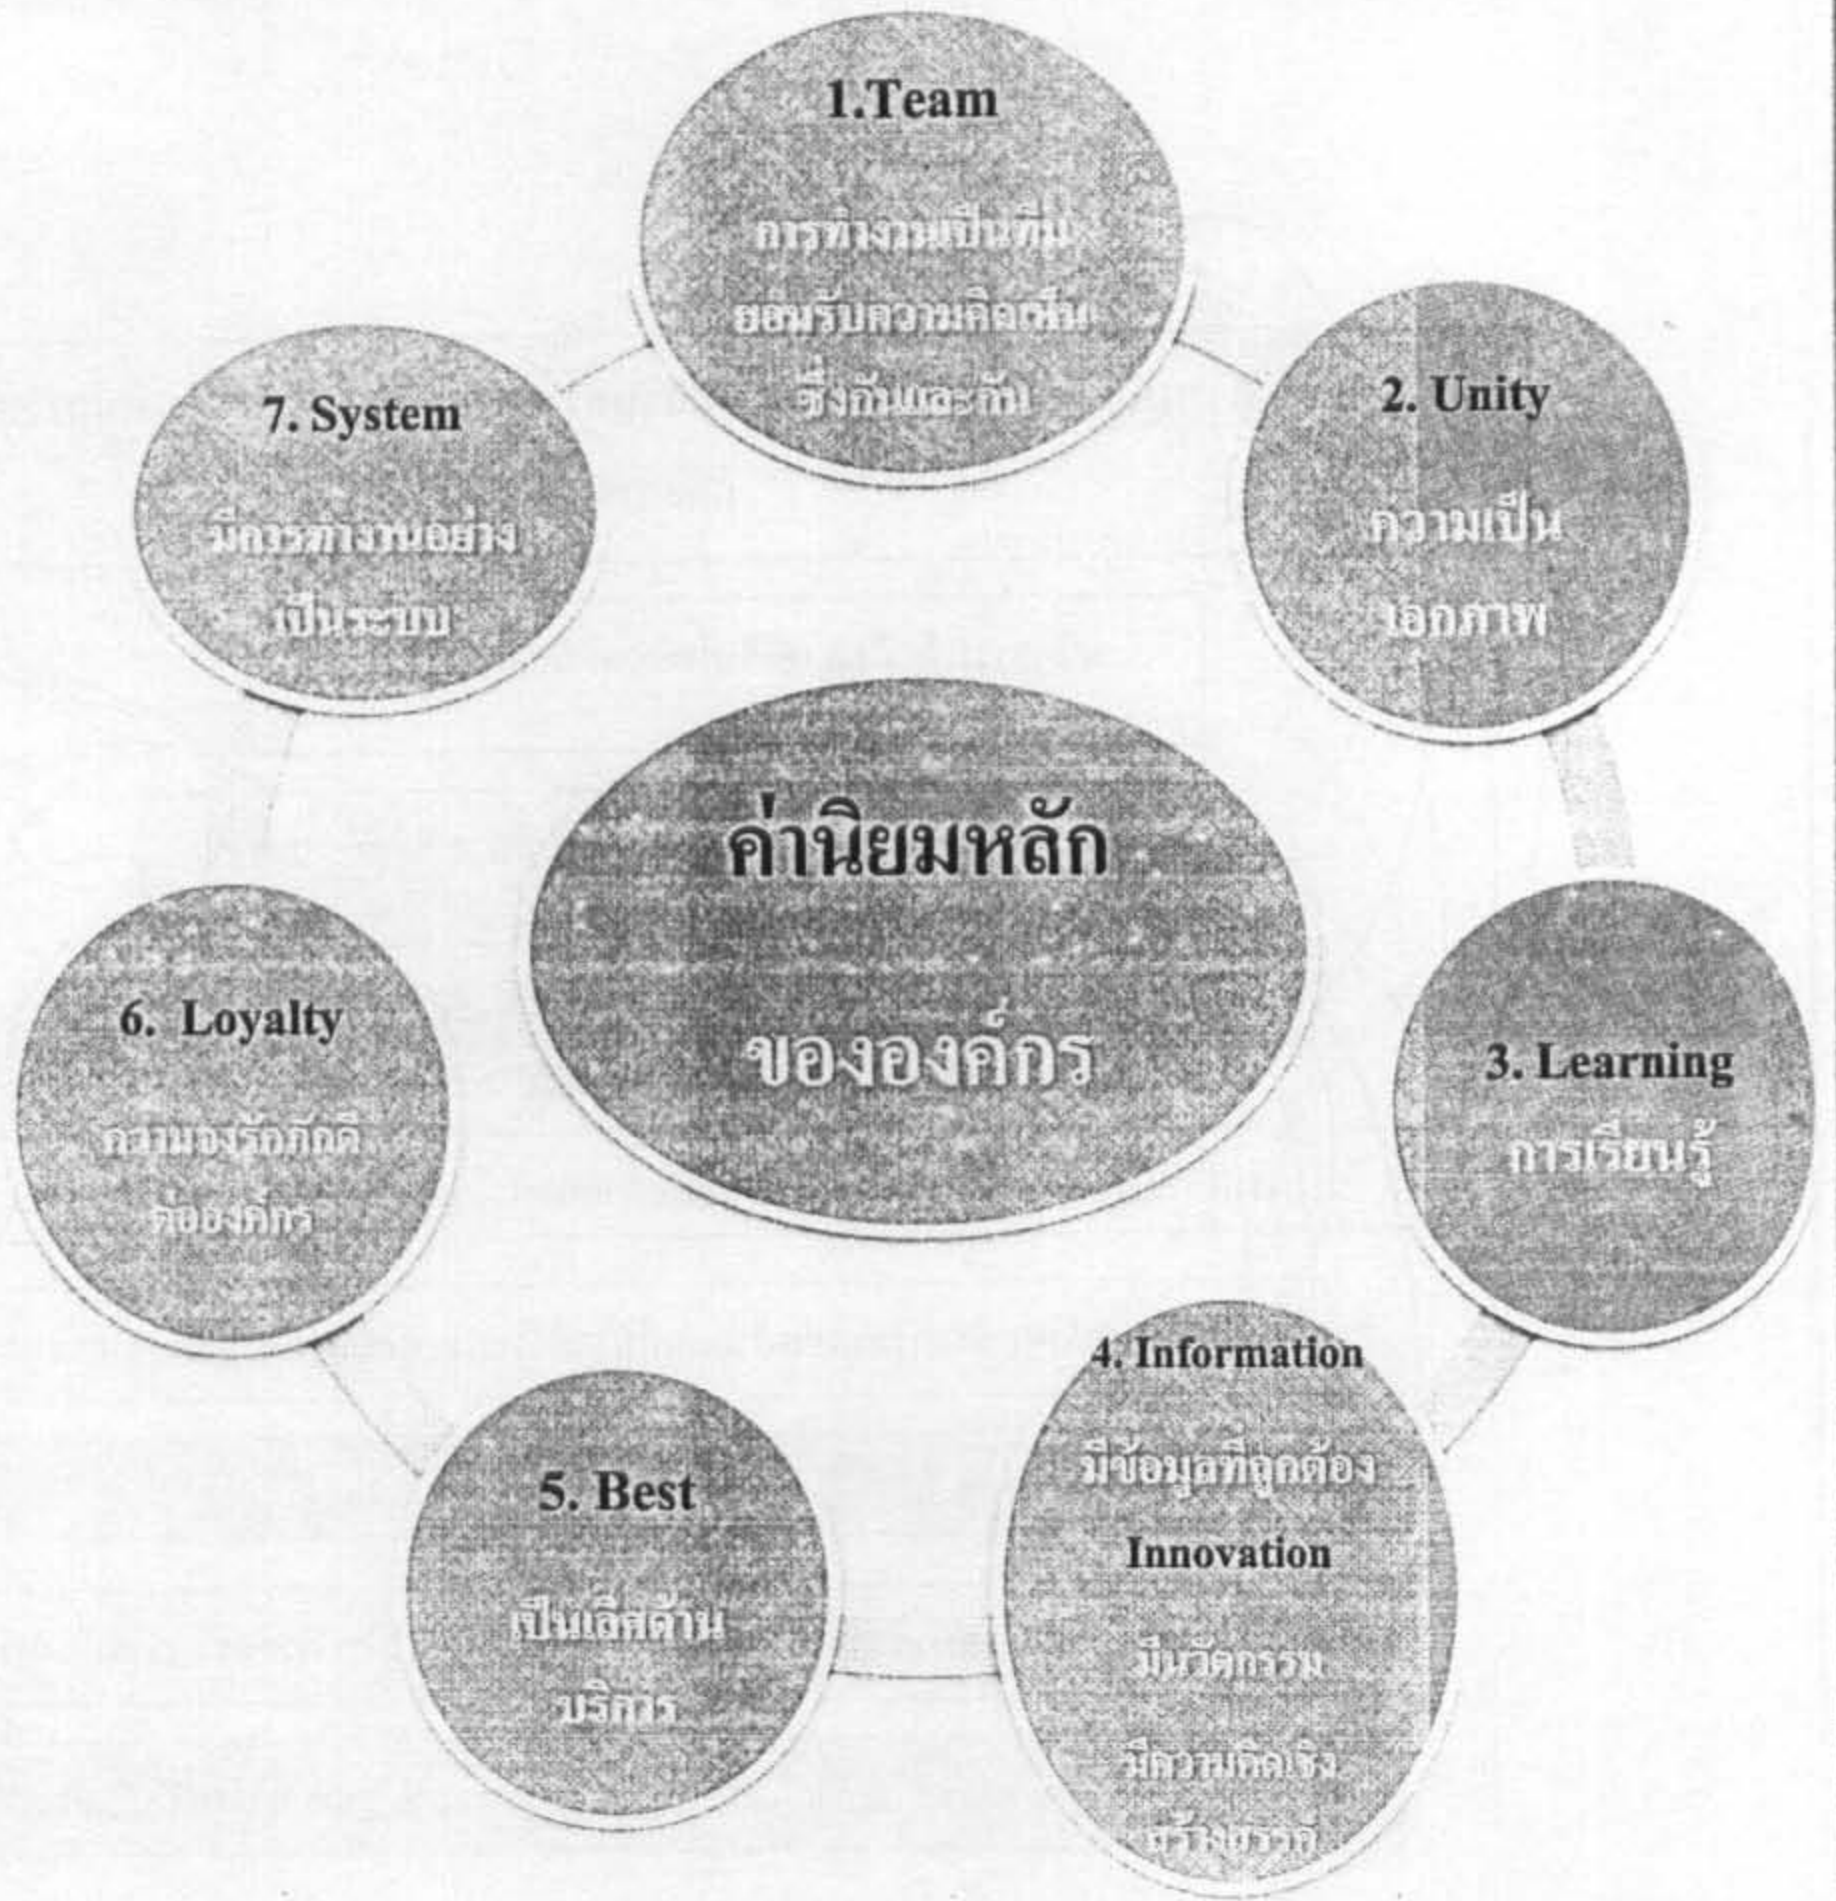 ค่านิยมหลัก
ขององค์กร
1.Team
การทำงานเป็นทีม
ยอมรับความคิดเห็น
ซึ่งกันและกัน
2. Unity
ความเป็น
เอกภาพ
3. Learning
การเรียนรู้
4. Information
มีข้อมูลที่ถูกต้อง
Innovation
มีนวัตกรรม
มีความคิดเชิง
สร้างสรรค์
5. Best
เป็นเลิศด้าน
บริการ
6. Loyalty
ความจงรักภักดี
ต่อองค์กร
7. System
มีการทำงานอย่าง
เป็นระบบ